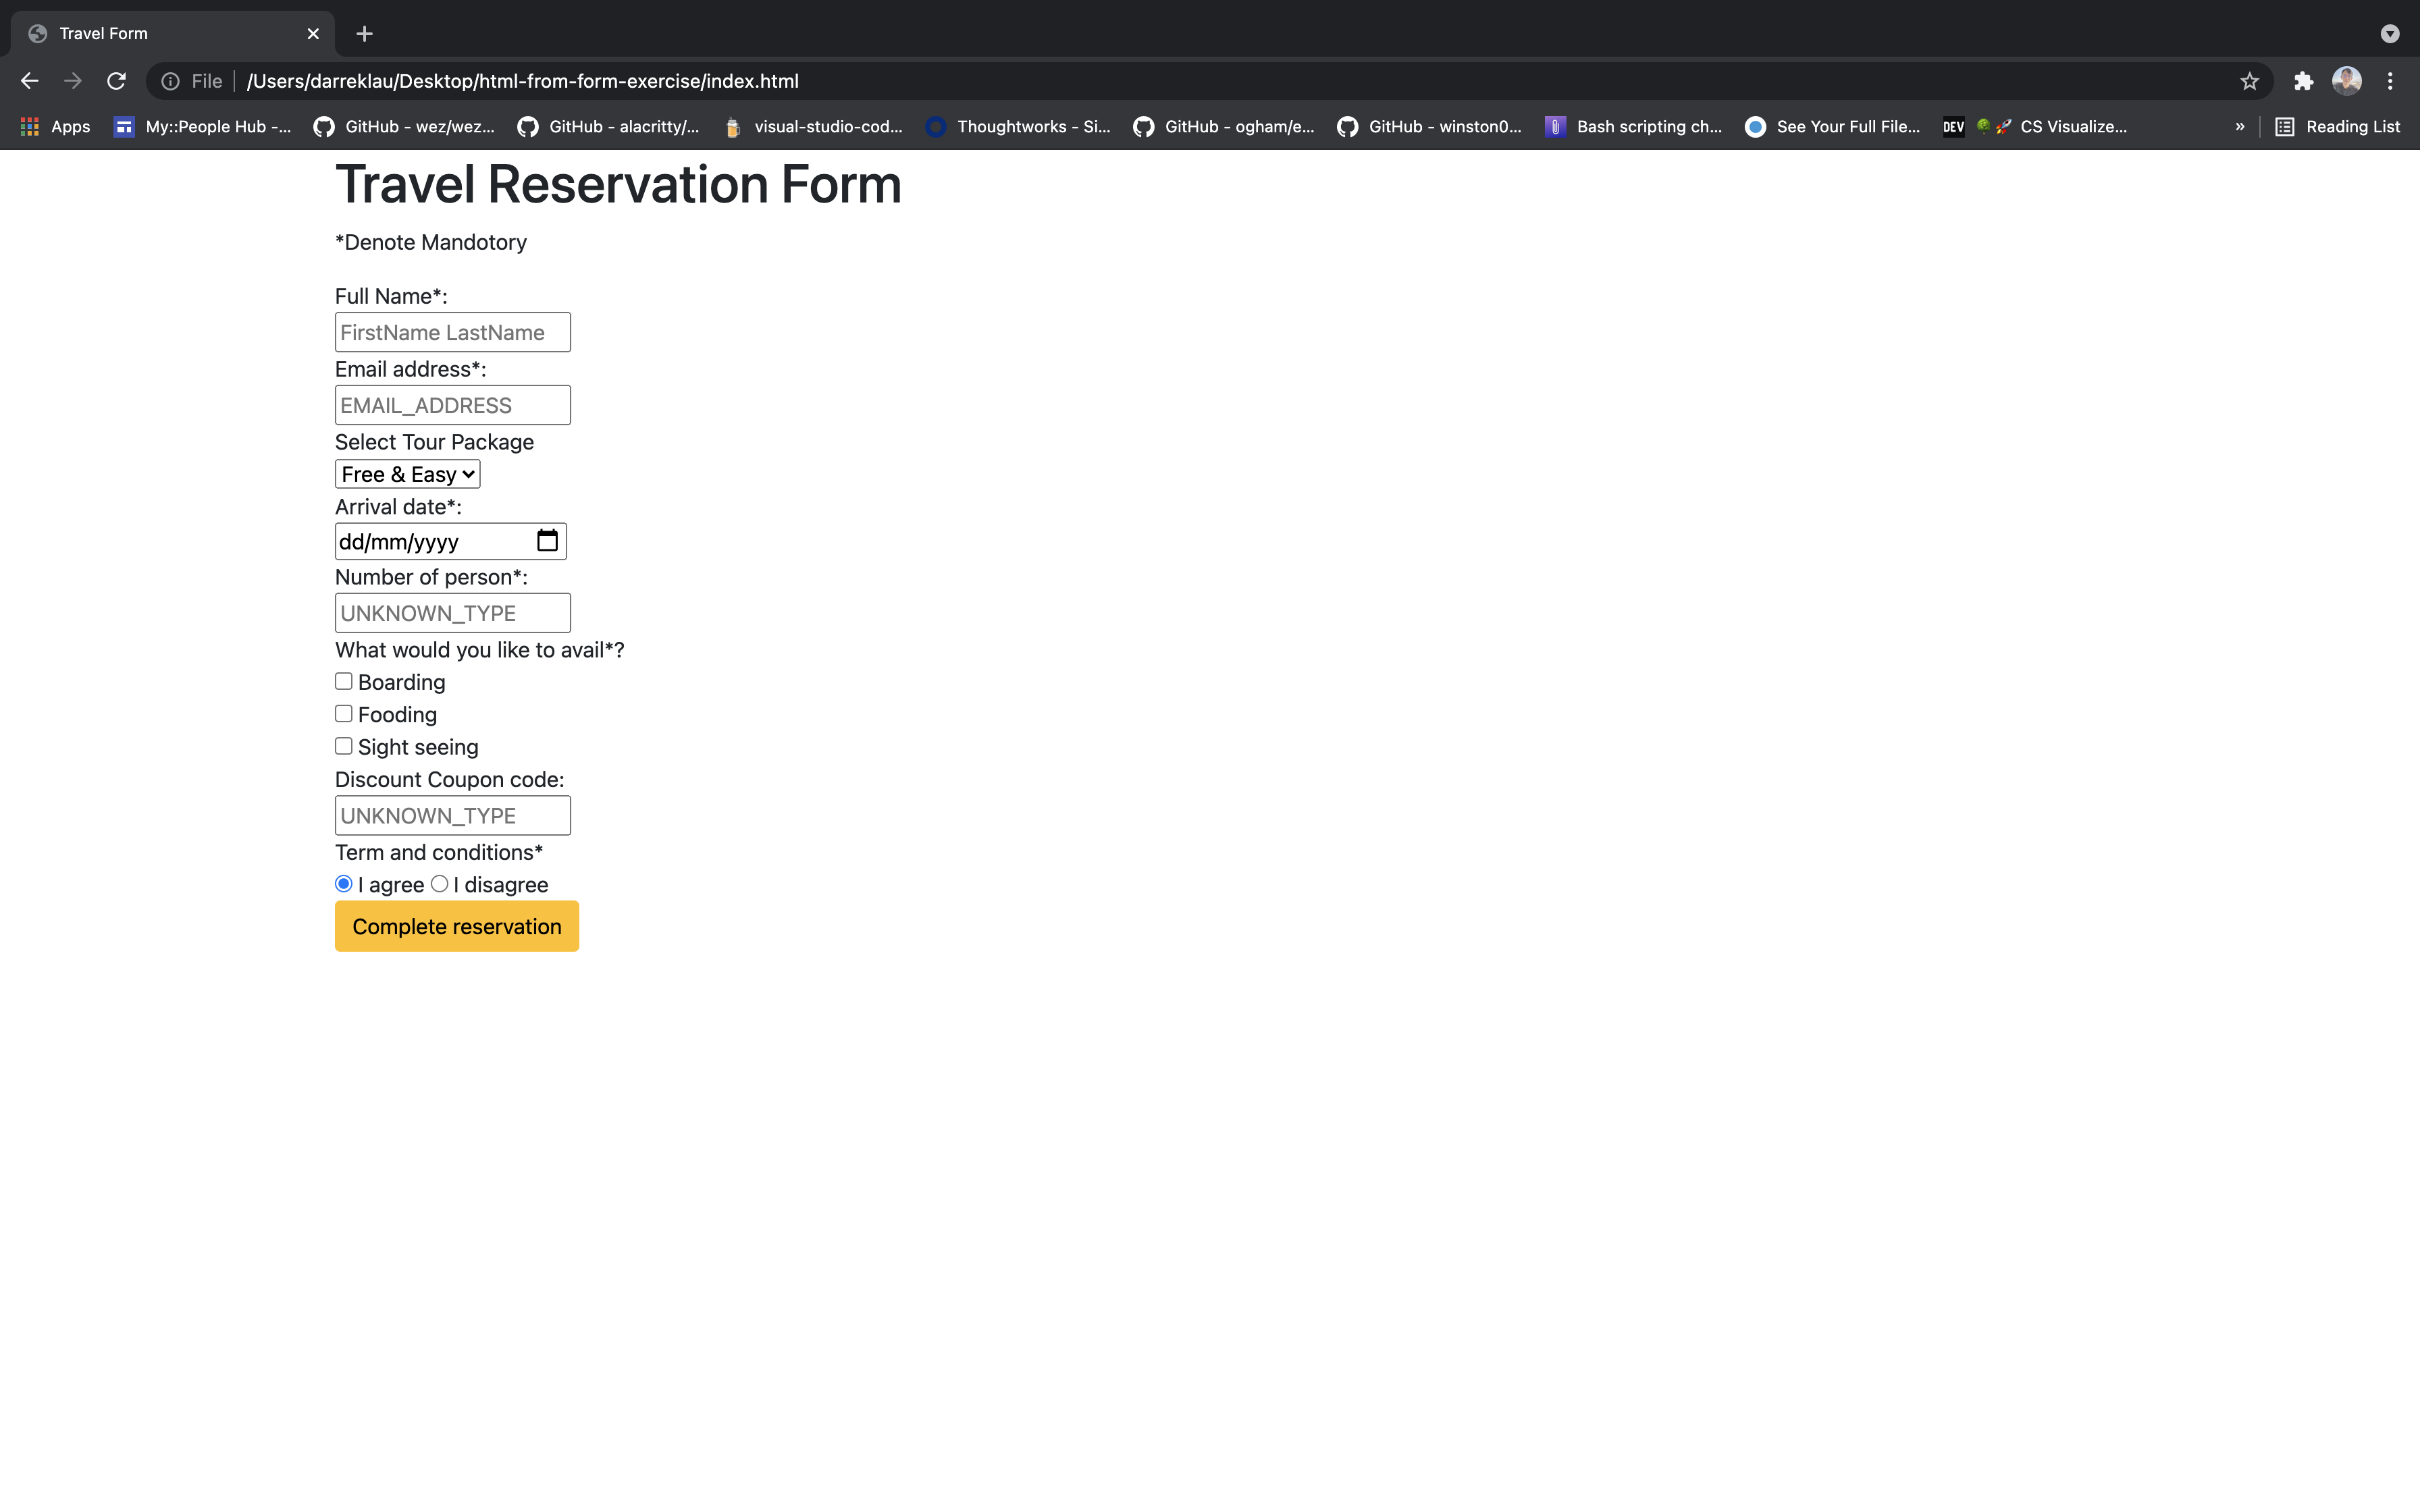 Travel Form
File /Users/darreklau/Desktop/html-from-form-exercise/index.html
Apps My::People Hub -... GitHub - wez/wez... GitHub - alacritty/... visual-studio-cod... Thoughtworks - Si... GitHub - ogham/e... GitHub - winston0... Bash scripting ch... See Your Full File... DEV CS Visualize... » Reading List
Travel Reservation Form
*Denote Mandotory
Full Name*:
FirstName LastName
Email address*:
EMAIL_ADDRESS
Select Tour Package
Free & Easy
Arrival date*:
dd/mm/yyyy
Number of person*:
UNKNOWN_TYPE
What would you like to avail*?
Boarding
Fooding
Sight seeing
Discount Coupon code:
UNKNOWN_TYPE
Term and conditions*
I agree I disagree
Complete reservation